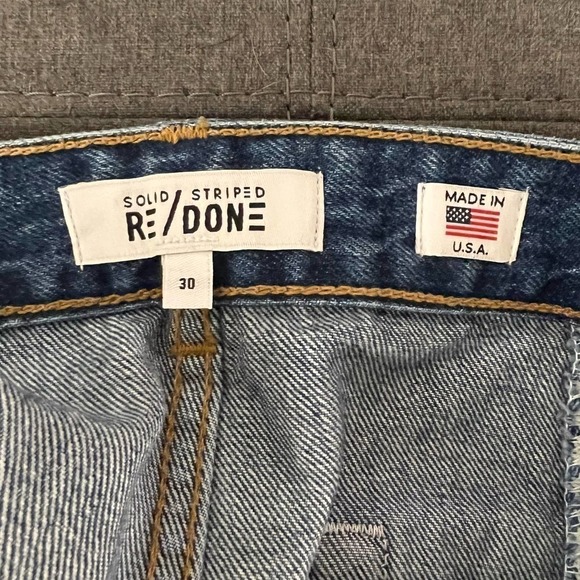 SOLID / STRIPED
RE/DONE
30
MADE IN
U.S.A.